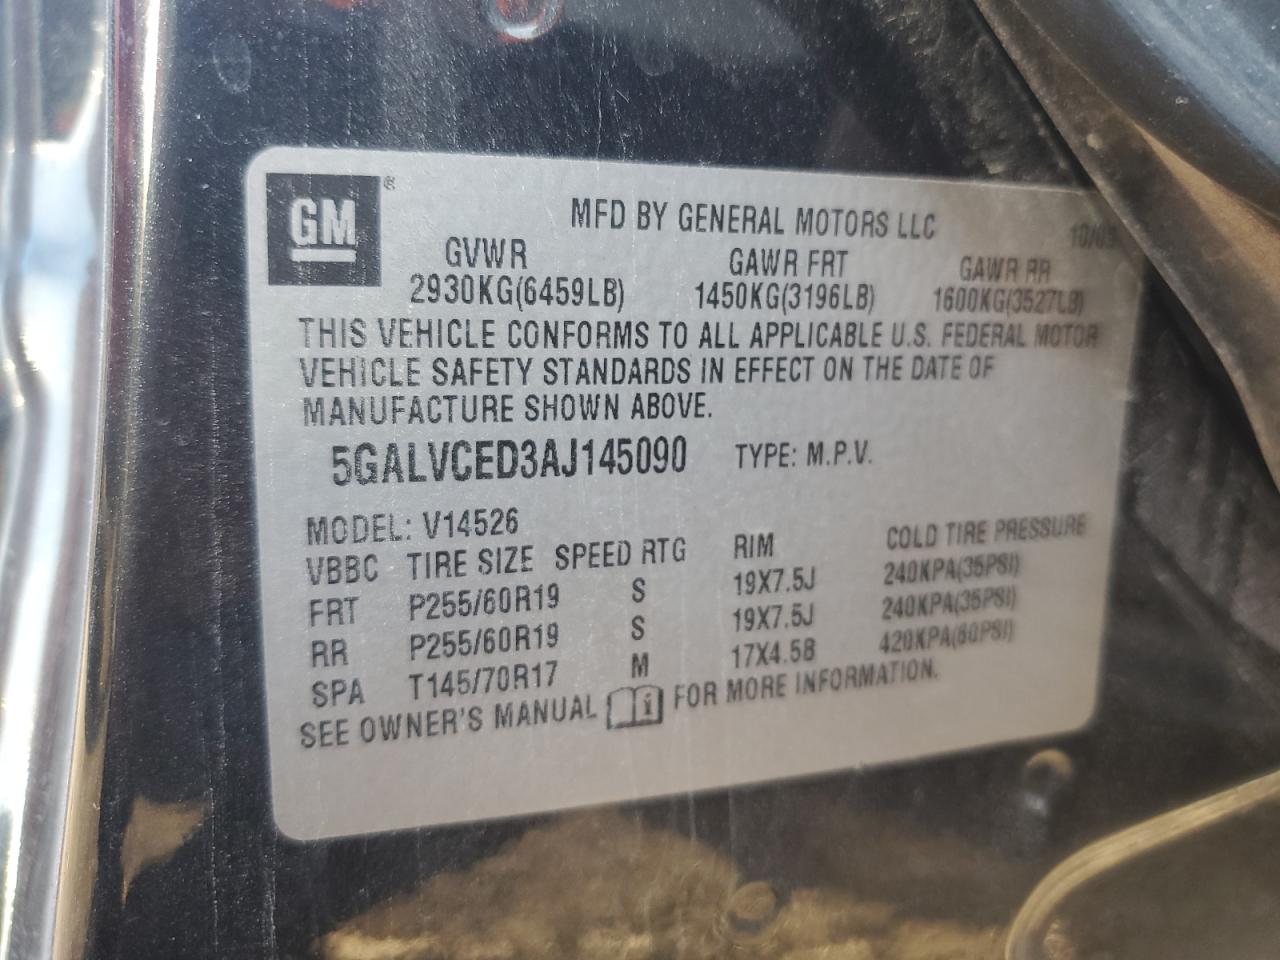 GM ®
MFD BY GENERAL MOTORS LLC 10/09
GVWR GAWR FRT GAWR RR
2930KG(6459LB) 1450KG(3196LB) 1600KG(3527LB)
THIS VEHICLE CONFORMS TO ALL APPLICABLE U.S. FEDERAL MOTOR
VEHICLE SAFETY STANDARDS IN EFFECT ON THE DATE OF
MANUFACTURE SHOWN ABOVE.
5GALVCED3AJ145090 TYPE: M.P.V.
MODEL: V14526
VBBC TIRE SIZE SPEED RTG RIM COLD TIRE PRESSURE
FRT P255/60R19 S 19X7.5J 240KPA(35PSI)
RR P255/60R19 S 19X7.5J 240KPA(35PSI)
SPA T145/70R17 M 17X4.5B 420KPA(60PSI)
SEE OWNER'S MANUAL i FOR MORE INFORMATION.